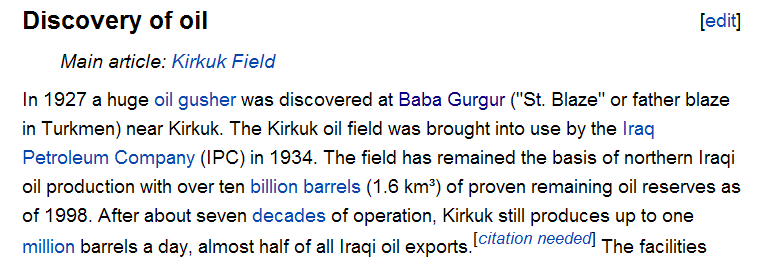 Discovery of oil [edit]
Main article: Kirkuk Field
In 1927 a huge oil gusher was discovered at Baba Gurgur ("St. Blaze" or father blaze
in Turkmen) near Kirkuk. The Kirkuk oil field was brought into use by the Iraq
Petroleum Company (IPC) in 1934. The field has remained the basis of northern Iraqi
oil production with over ten billion barrels (1.6 km³) of proven remaining oil reserves as
of 1998. After about seven decades of operation, Kirkuk still produces up to one
million barrels a day, almost half of all Iraqi oil exports.[citation needed] The facilities